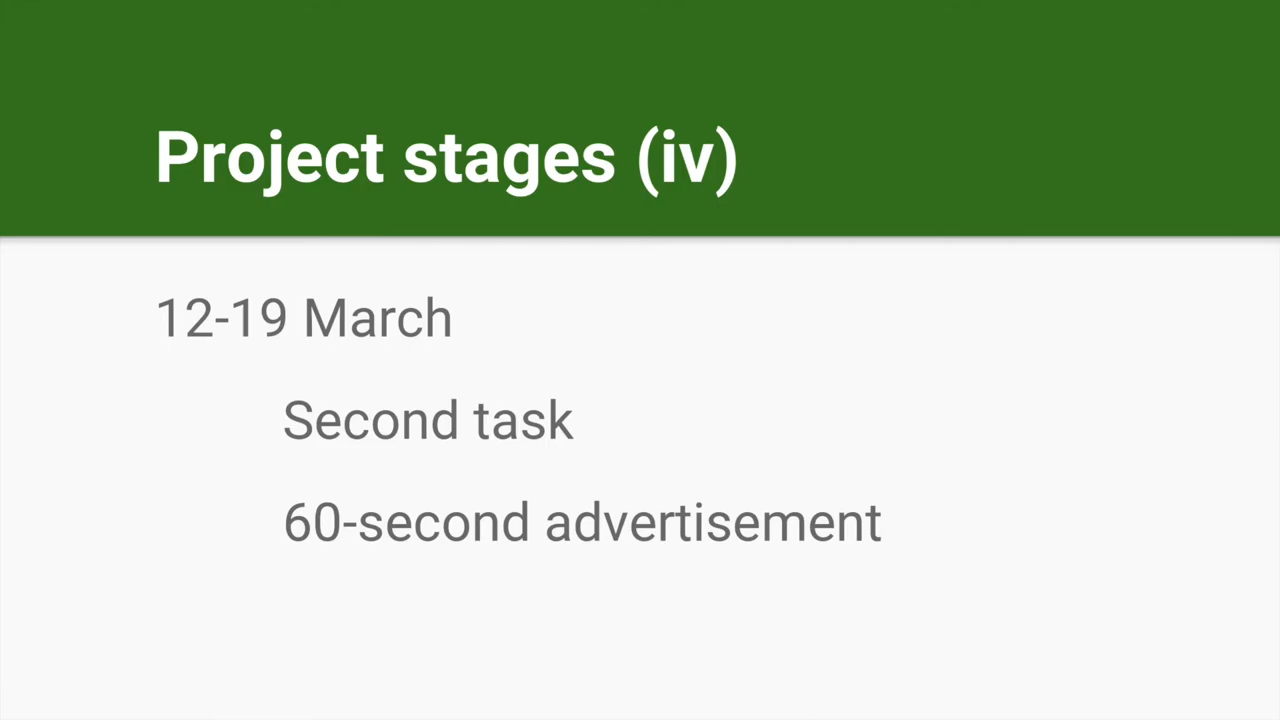 Project stages (iv)
12-19 March
Second task
60-second advertisement